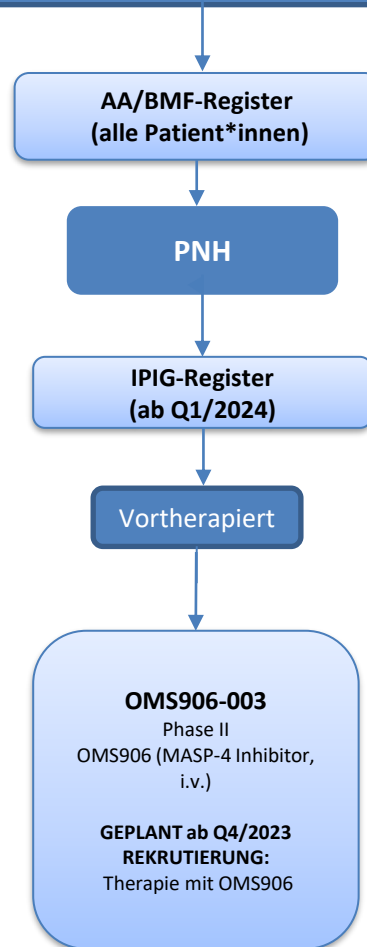 AA/BMF-Register
(alle Patient*innen)
PNH
IPIG-Register
(ab Q1/2024)
Vortherapiert
OMS906-003
Phase II
OMS906 (MASP-4 Inhibitor,
i.v.)
GEPLANT ab Q4/2023
REKRUTIERUNG:
Therapie mit OMS906